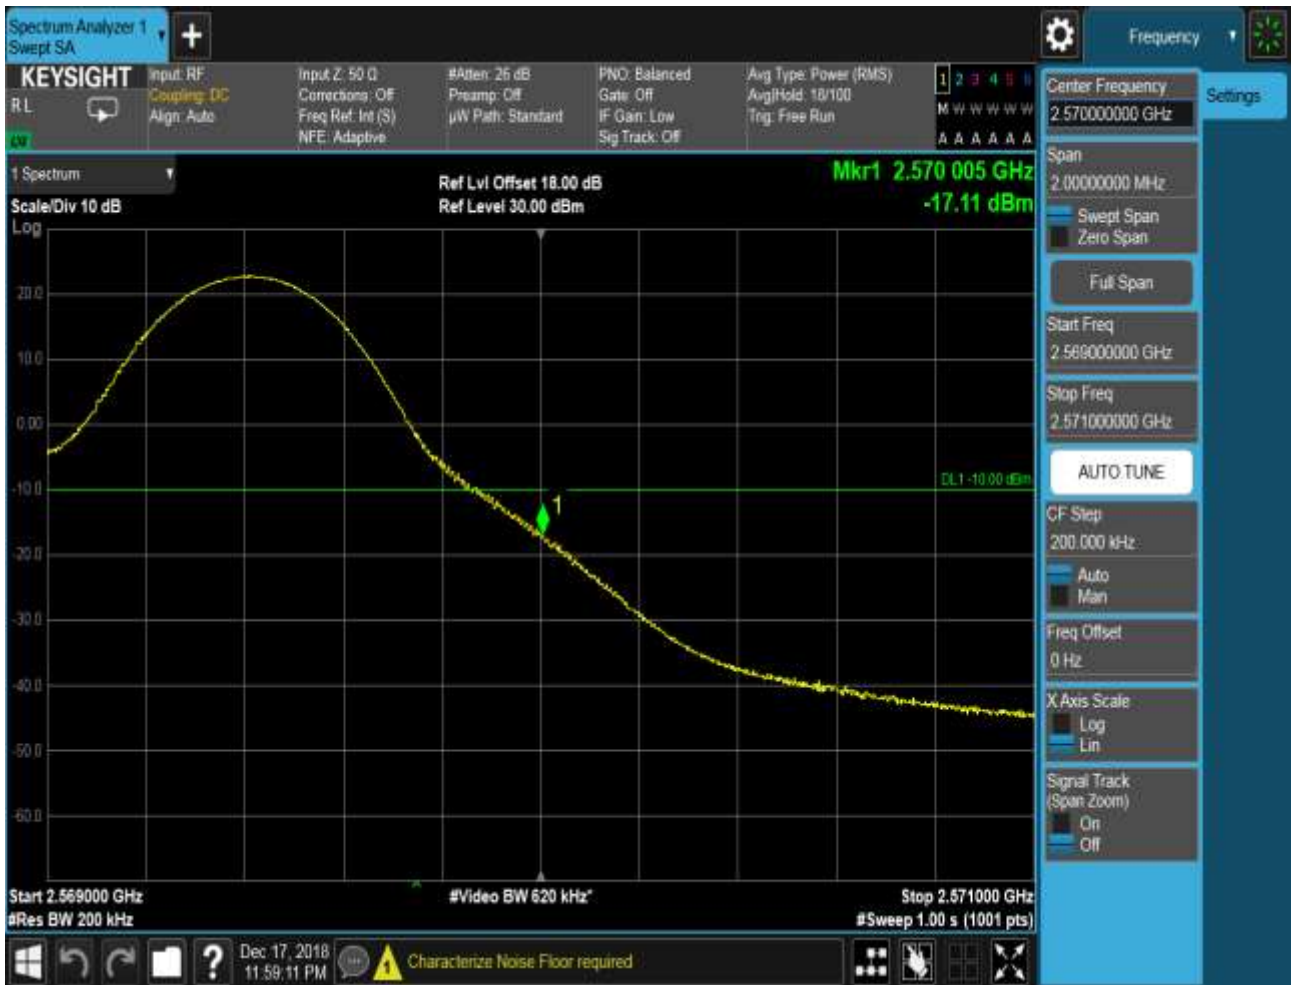 Spectrum Analyzer 1
Swept SA
Frequency
KEYSIGHT
R L
Input: RF
Coupling: DC
Align: Auto
Input Z: 50 Ω
Corrections: Off
Freq Ref: Int (S)
NFE: Adaptive
#Atten: 26 dB
Preamp: Off
µW Path: Standard
PNO: Balanced
Gate: Off
IF Gain: Low
Sig Track: Off
Avg Type: Power (RMS)
Avg|Hold: 18/100
Trig: Free Run
1 2 3 4 5 6
M W W W W W
A A A A A A
Center Frequency
2.570000000 GHz
Settings
Span
2.00000000 MHz
Swept Span
Zero Span
Full Span
Start Freq
2.569000000 GHz
Stop Freq
2.571000000 GHz
AUTO TUNE
CF Step
200.000 kHz
Auto
Man
Freq Offset
0 Hz
X Axis Scale
Log
Lin
Signal Track
(Span Zoom)
On
Off
1 Spectrum
Scale/Div 10 dB
Log
Ref Lvl Offset 18.00 dB
Ref Level 30.00 dBm
Mkr1 2.570 005 GHz
-17.11 dBm
20.0
10.0
0.00
-10.0
-20.0
-30.0
-40.0
-50.0
-60.0
DL1 -10.00 dBm
1
Start 2.569000 GHz
#Res BW 200 kHz
#Video BW 620 kHz*
Stop 2.571000 GHz
#Sweep 1.00 s (1001 pts)
?
Dec 17, 2018
11:59:11 PM
1
Characterize Noise Floor required